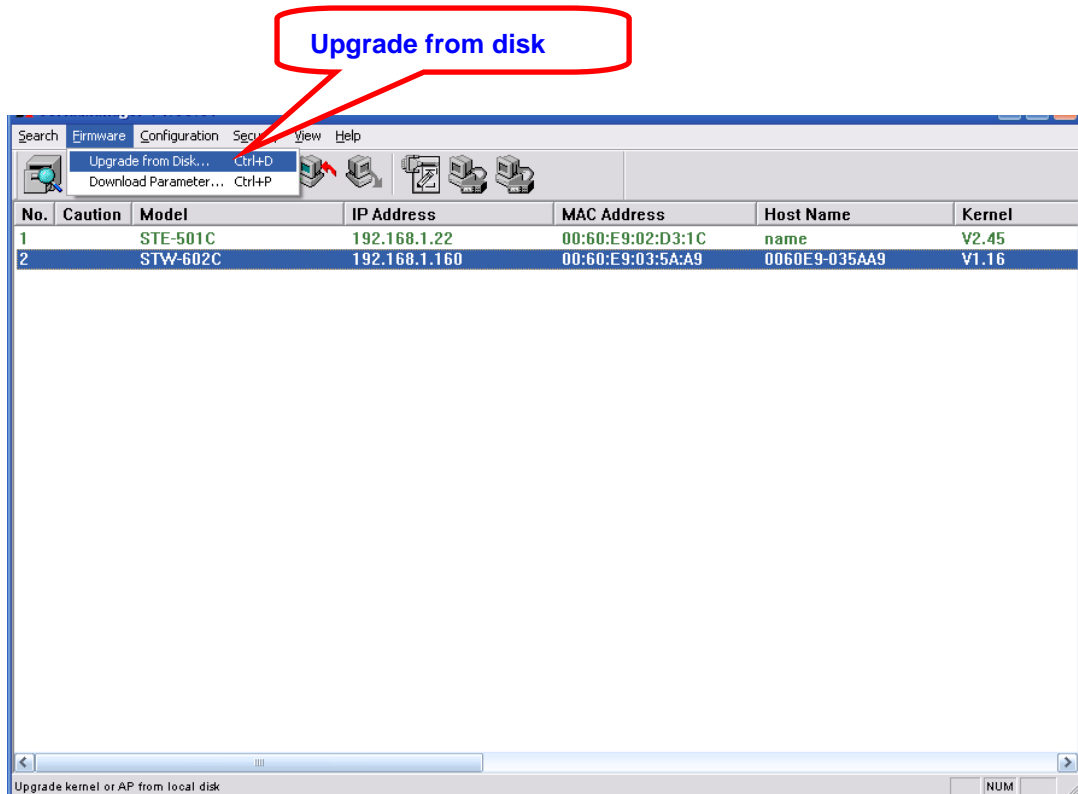 Upgrade from disk
Search Firmware Configuration View Help
Upgrade from Disk... Ctrl+D
Download Parameter... Ctrl+P
No. Caution Model IP Address MAC Address Host Name Kernel
1 STE-501C 192.168.1.22 00:60:E9:02:D3:1C name V2.45
2 STW-602C 192.168.1.160 00:60:E9:03:5A:A9 0060E9-035AA9 V1.16
Upgrade kernel or AP from local disk NUM